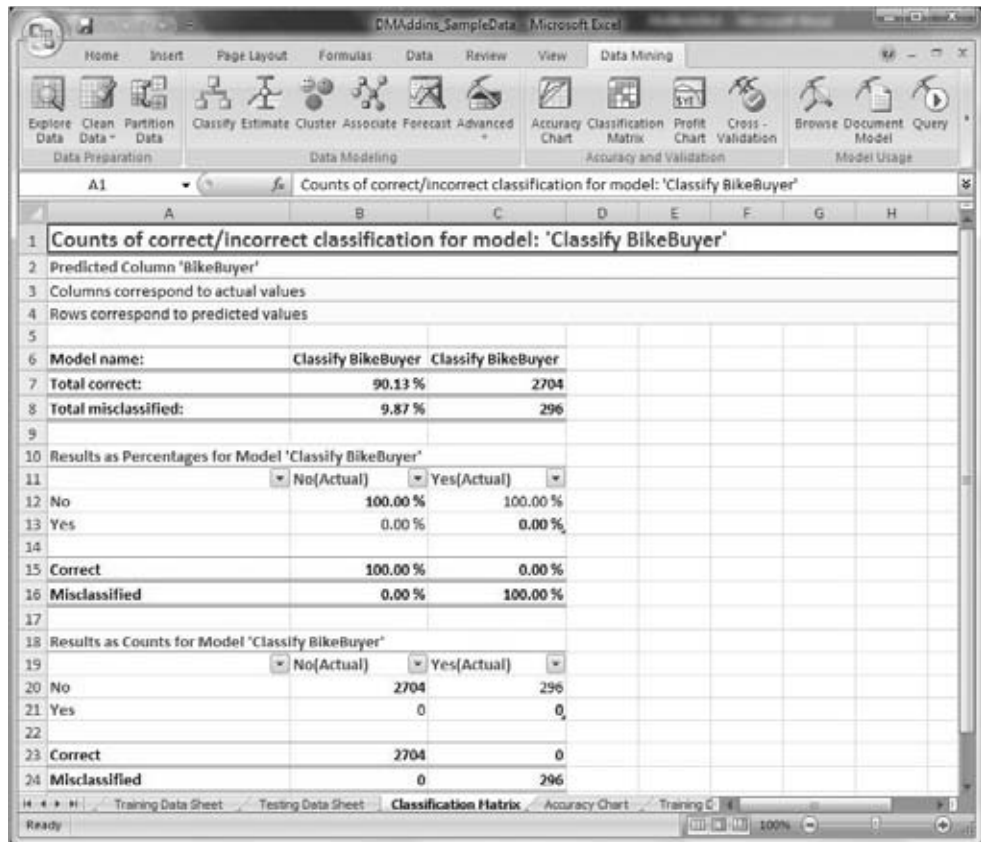 DMAddins_SampleData - Microsoft Excel
Home Insert Page Layout Formulas Data Review View Data Mining
Explore Data Clean Data Partition Data Classify Estimate Cluster Associate Forecast Advanced Accuracy Chart Classification Matrix Profit Chart Cross-Validation Browse Document Model Query
Data Preparation Data Modeling Accuracy and Validation Model Usage
A1 fx Counts of correct/incorrect classification for model: 'Classify BikeBuyer'
A B C D E F G H
1 Counts of correct/incorrect classification for model: 'Classify BikeBuyer'
2 Predicted Column 'BikeBuyer'
3 Columns correspond to actual values
4 Rows correspond to predicted values
5
6 Model name: Classify BikeBuyer Classify BikeBuyer
7 Total correct: 90.13 % 2704
8 Total misclassified: 9.87 % 296
9
10 Results as Percentages for Model 'Classify BikeBuyer'
11 No(Actual) Yes(Actual)
12 No 100.00 % 100.00 %
13 Yes 0.00 % 0.00 %
14
15 Correct 100.00 % 0.00 %
16 Misclassified 0.00 % 100.00 %
17
18 Results as Counts for Model 'Classify BikeBuyer'
19 No(Actual) Yes(Actual)
20 No 2704 296
21 Yes 0 0
22
23 Correct 2704 0
24 Misclassified 0 296
Training Data Sheet Testing Data Sheet Classification Matrix Accuracy Chart Training
Ready 100%